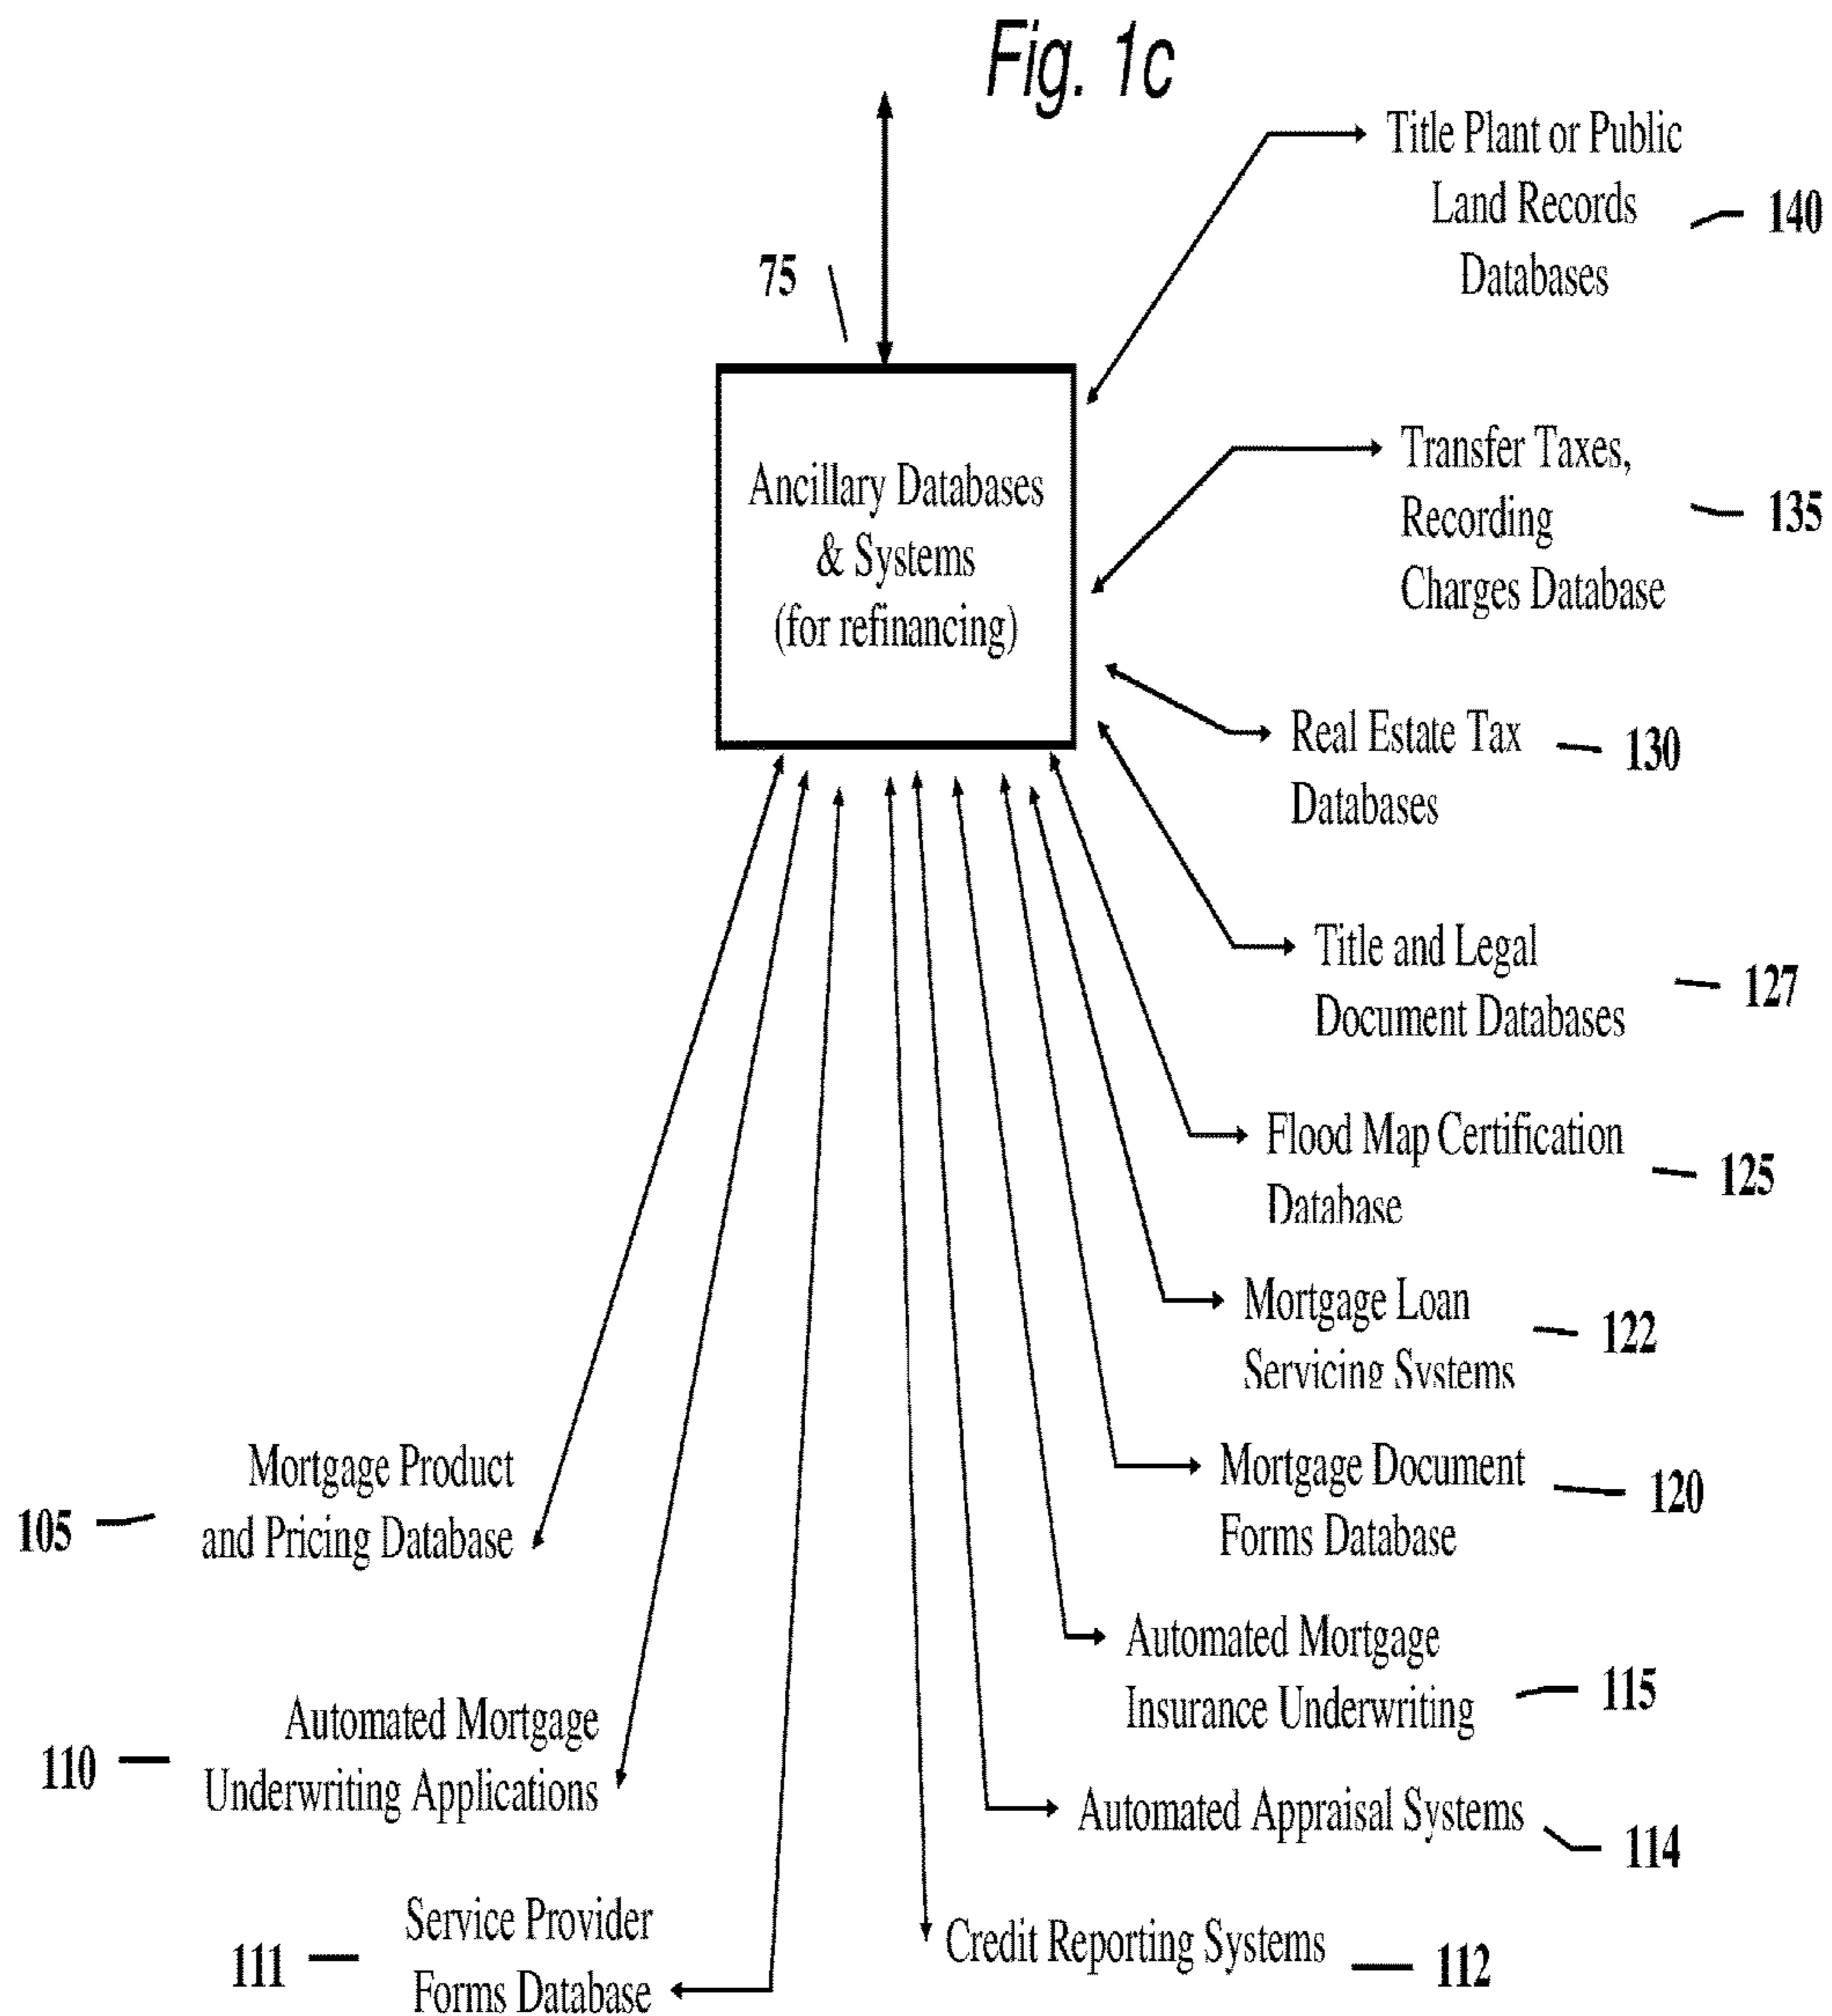 Fig. 1c
Title Plant or Public
Land Records
Databases
140
75
Ancillary Databases
& Systems
(for refinancing)
Transfer Taxes,
Recording
Charges Database
135
Real Estate Tax
Databases
130
Title and Legal
Document Databases
127
Flood Map Certification
Database
125
Mortgage Loan
Servicing Systems
122
Mortgage Product
and Pricing Database
105
Mortgage Document
Forms Database
120
Automated Mortgage
Insurance Underwriting
115
Automated Mortgage
Underwriting Applications
110
Automated Appraisal Systems
114
Service Provider
Forms Database
111
Credit Reporting Systems
112